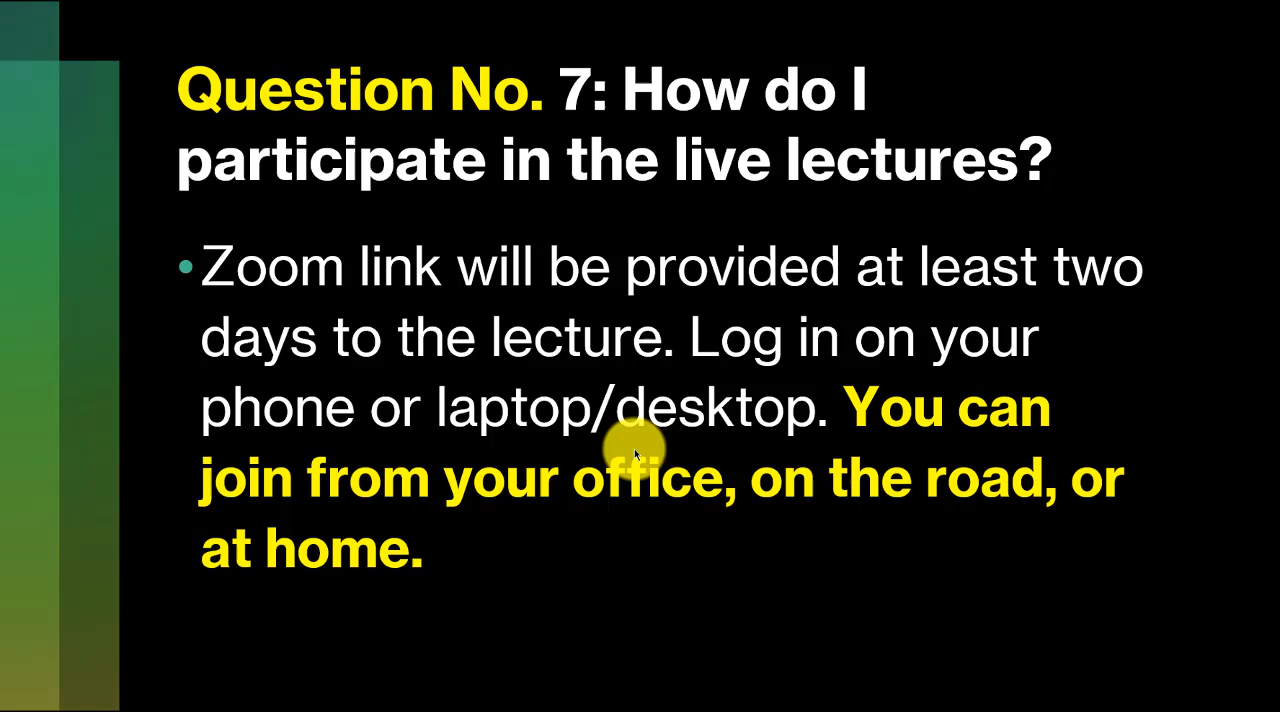 Question No. 7: How do I
participate in the live lectures?
•Zoom link will be provided at least two
days to the lecture. Log in on your
phone or laptop/desktop. You can
join from your office, on the road, or
at home.